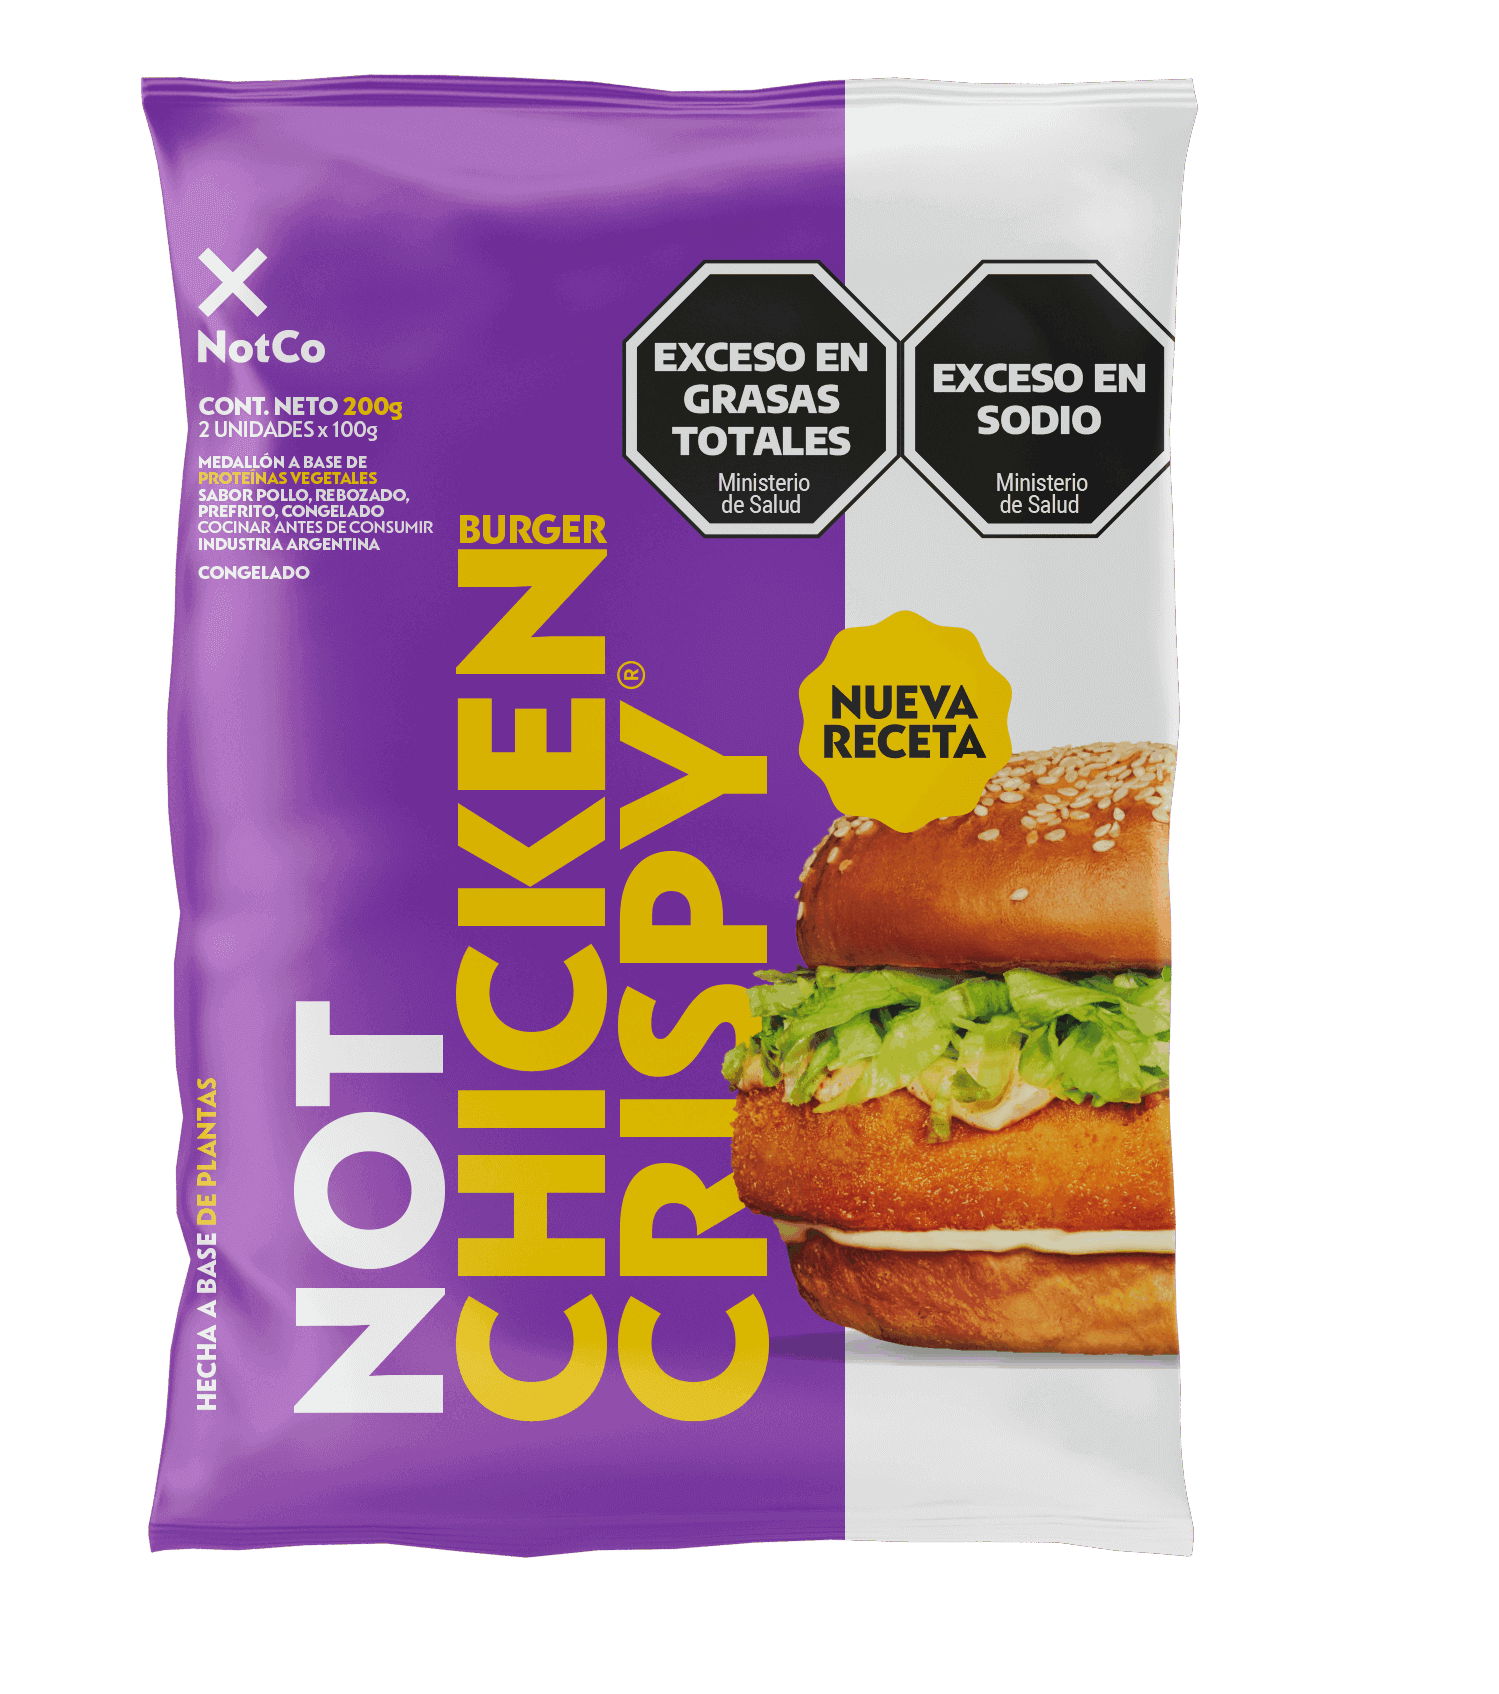 NotCo
CONT. NETO 200g
2 UNIDADES x 100g
MEDALLÓN A BASE DE
PROTEÍNAS VEGETALES
SABOR POLLO, REBOZADO,
PREFRITO, CONGELADO
COCINAR ANTES DE CONSUMIR
INDUSTRIA ARGENTINA
CONGELADO
EXCESO EN
GRASAS
TOTALES
Ministerio
de Salud
EXCESO EN
SODIO
Ministerio
de Salud
NUEVA
RECETA
HECHA A BASE DE PLANTAS
NOT
CHICKEN
BURGER
CRISPY®